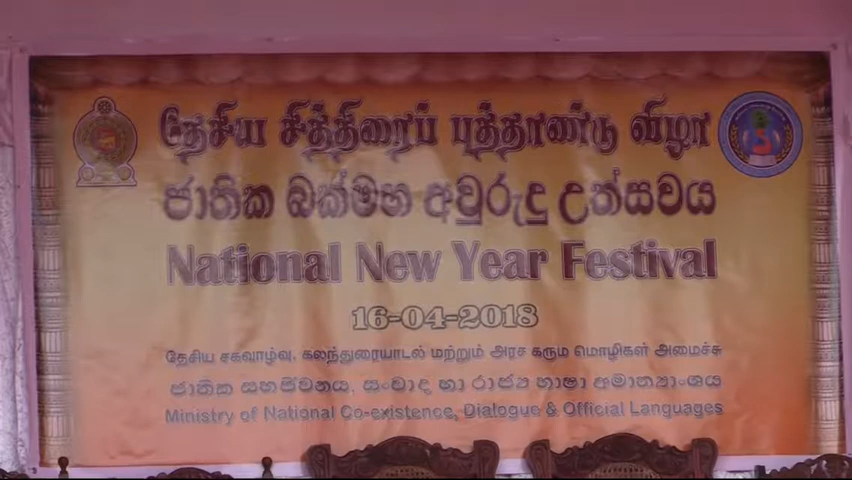 தேசிய சித்திரைப் புத்தாண்டு விழா
ජාතික බක්මහ අවුරුදු උත්සවය
National New Year Festival
16-04-2018
தேசிய சகவாழ்வு, கலந்துரையாடல் மற்றும் அரச கரும மொழிகள் அமைச்சு
ජාතික සහජීවනය, සංවාද හා රාජ්‍ය භාෂා අමාත්‍යාංශය
Ministry of National Co-existence, Dialogue & Official Languages